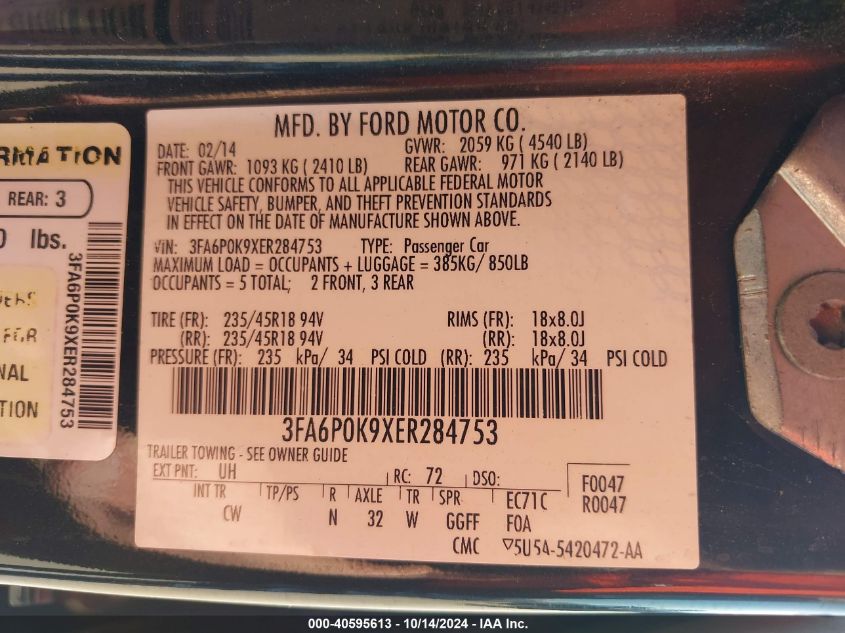 MFD. BY FORD MOTOR CO.
DATE: 02/14 GVWR: 2059 KG ( 4540 LB)
FRONT GAWR: 1093 KG ( 2410 LB) REAR GAWR: 971 KG ( 2140 LB)
THIS VEHICLE CONFORMS TO ALL APPLICABLE FEDERAL MOTOR
VEHICLE SAFETY, BUMPER, AND THEFT PREVENTION STANDARDS
IN EFFECT ON THE DATE OF MANUFACTURE SHOWN ABOVE.
VIN: 3FA6P0K9XER284753 TYPE: Passenger Car
MAXIMUM LOAD = OCCUPANTS + LUGGAGE = 385KG/ 850LB
OCCUPANTS = 5 TOTAL; 2 FRONT, 3 REAR
TIRE (FR): 235/45R18 94V RIMS (FR): 18x8.0J
(RR): 235/45R18 94V (RR): 18x8.0J
PRESSURE (FR): 235 kPa/ 34 PSI COLD (RR): 235 kPa/ 34 PSI COLD
3FA6P0K9XER284753
TRAILER TOWING - SEE OWNER GUIDE
EXT PNT: UH RC: 72 DSO: F0047
R0047
INT TR TP/PS R AXLE TR SPR EC71C
CW N 32 W GGFF F0A
CMC ▽5U5A-5420472-AA
RMATION
REAR: 3
0 lbs.
3FA6P0K9XER284753
FOR
NAL
TION
000-40595613 - 10/14/2024 - IAA Inc.